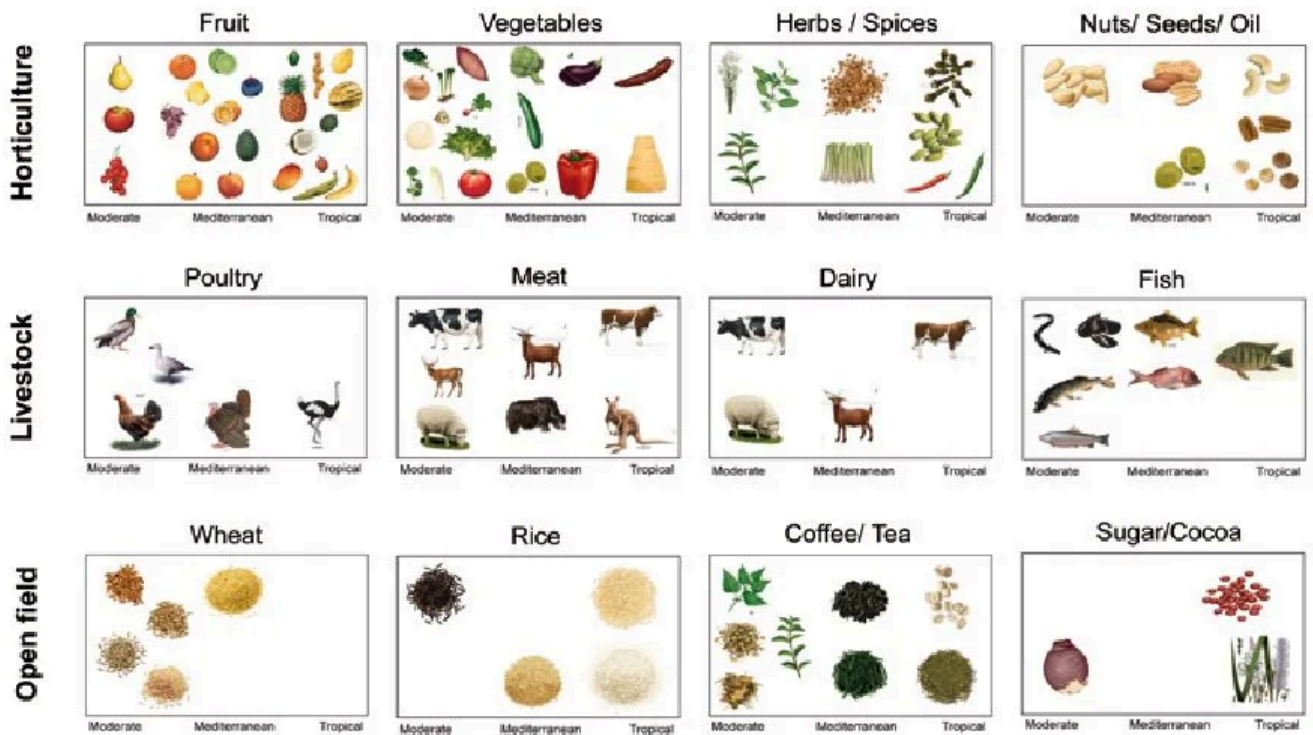 Fruit Vegetables Herbs / Spices Nuts/ Seeds/ Oil
Horticulture
Moderate Mediterranean Tropical Moderate Mediterranean Tropical Moderate Mediterranean Tropical Moderate Mediterranean Tropical
Poultry Meat Dairy Fish
Livestock
Moderate Mediterranean Tropical Moderate Mediterranean Tropical Moderate Mediterranean Tropical Moderate Mediterranean Tropical
Wheat Rice Coffee/ Tea Sugar/Cocoa
Open field
Moderate Mediterranean Tropical Moderate Mediterranean Tropical Moderate Mediterranean Tropical Moderate Mediterranean Tropical